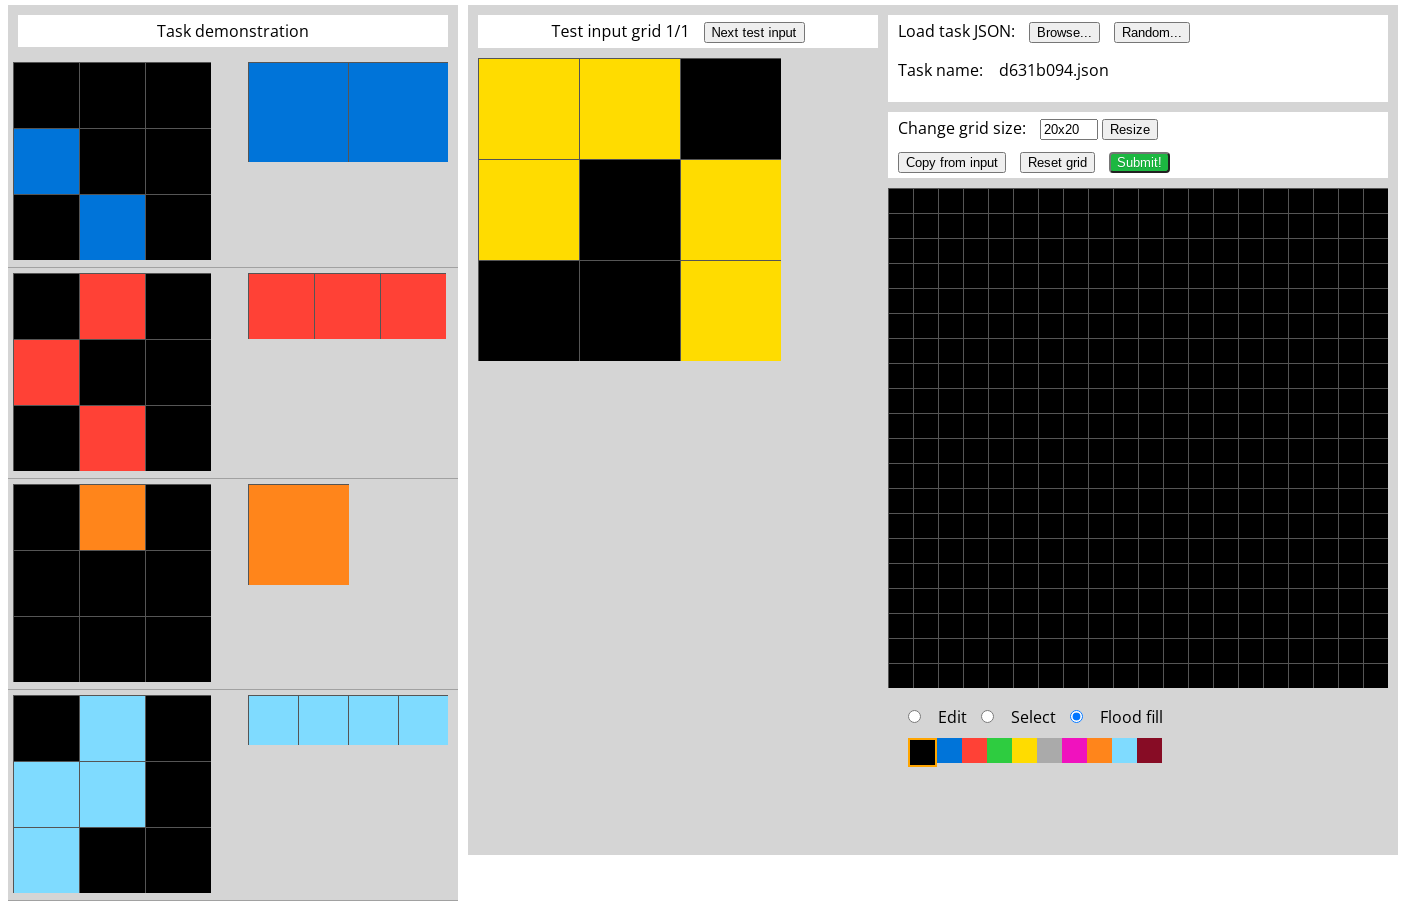 Task demonstration
Test input grid 1/1 Next test input
Load task JSON: Browse... Random...
Task name: d631b094.json
Change grid size: 20x20 Resize
Copy from input Reset grid Submit!
Edit Select Flood fill